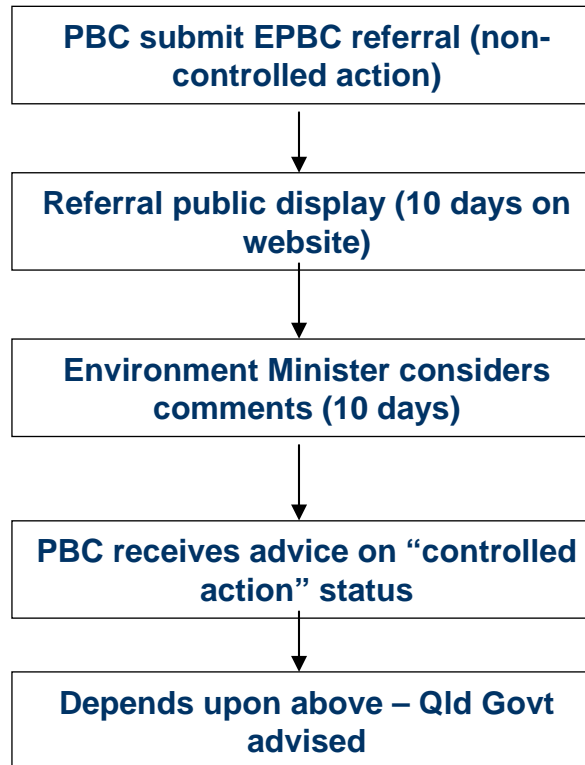 PBC submit EPBC referral (non-
controlled action)
Referral public display (10 days on
website)
Environment Minister considers
comments (10 days)
PBC receives advice on “controlled
action” status
Depends upon above – Qld Govt
advised